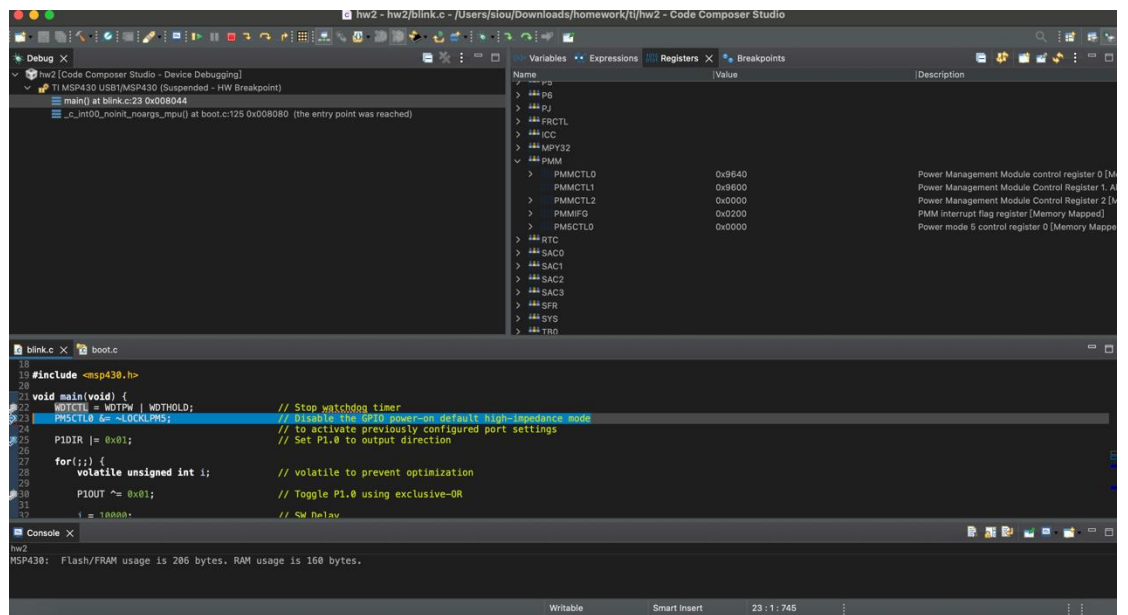 hw2 - hw2/blink.c - /Users/siou/Downloads/homework/ti/hw2 - Code Composer Studio
Debug
hw2 [Code Composer Studio - Device Debugging]
TI MSP430 USB1/MSP430 (Suspended - HW Breakpoint)
main() at blink.c:23 0x008044
_c_int00_noinit_noargs_mpu() at boot.c:125 0x008080 (the entry point was reached)
Variables Expressions Registers Breakpoints
Name Value Description
P5
P6
PJ
FRCTL
ICC
MPY32
PMM
PMMCTL0 0x9640 Power Management Module control register 0 [M
PMMCTL1 0x9600 Power Management Module Control Register 1. Al
PMMCTL2 0x0000 Power Management Module Control Register 2 [M
PMMIFG 0x0200 PMM interrupt flag register [Memory Mapped]
PM5CTL0 0x0000 Power mode 5 control register 0 [Memory Mappe
RTC
SAC0
SAC1
SAC2
SAC3
SFR
SYS
TB0
blink.c boot.c
18
19 #include <msp430.h>
20
21 void main(void) {
22 WDTCTL = WDTPW | WDTHOLD; // Stop watchdog timer
23 PM5CTL0 &= ~LOCKLPM5; // Disable the GPIO power-on default high-impedance mode
24 // to activate previously configured port settings
25 P1DIR |= 0x01; // Set P1.0 to output direction
26
27 for(;;) {
28 volatile unsigned int i; // volatile to prevent optimization
29
30 P1OUT ^= 0x01; // Toggle P1.0 using exclusive-OR
31
32 i = 10000; // SW Delay
Console
hw2
MSP430: Flash/FRAM usage is 206 bytes. RAM usage is 160 bytes.
Writable Smart Insert 23 : 1 : 745